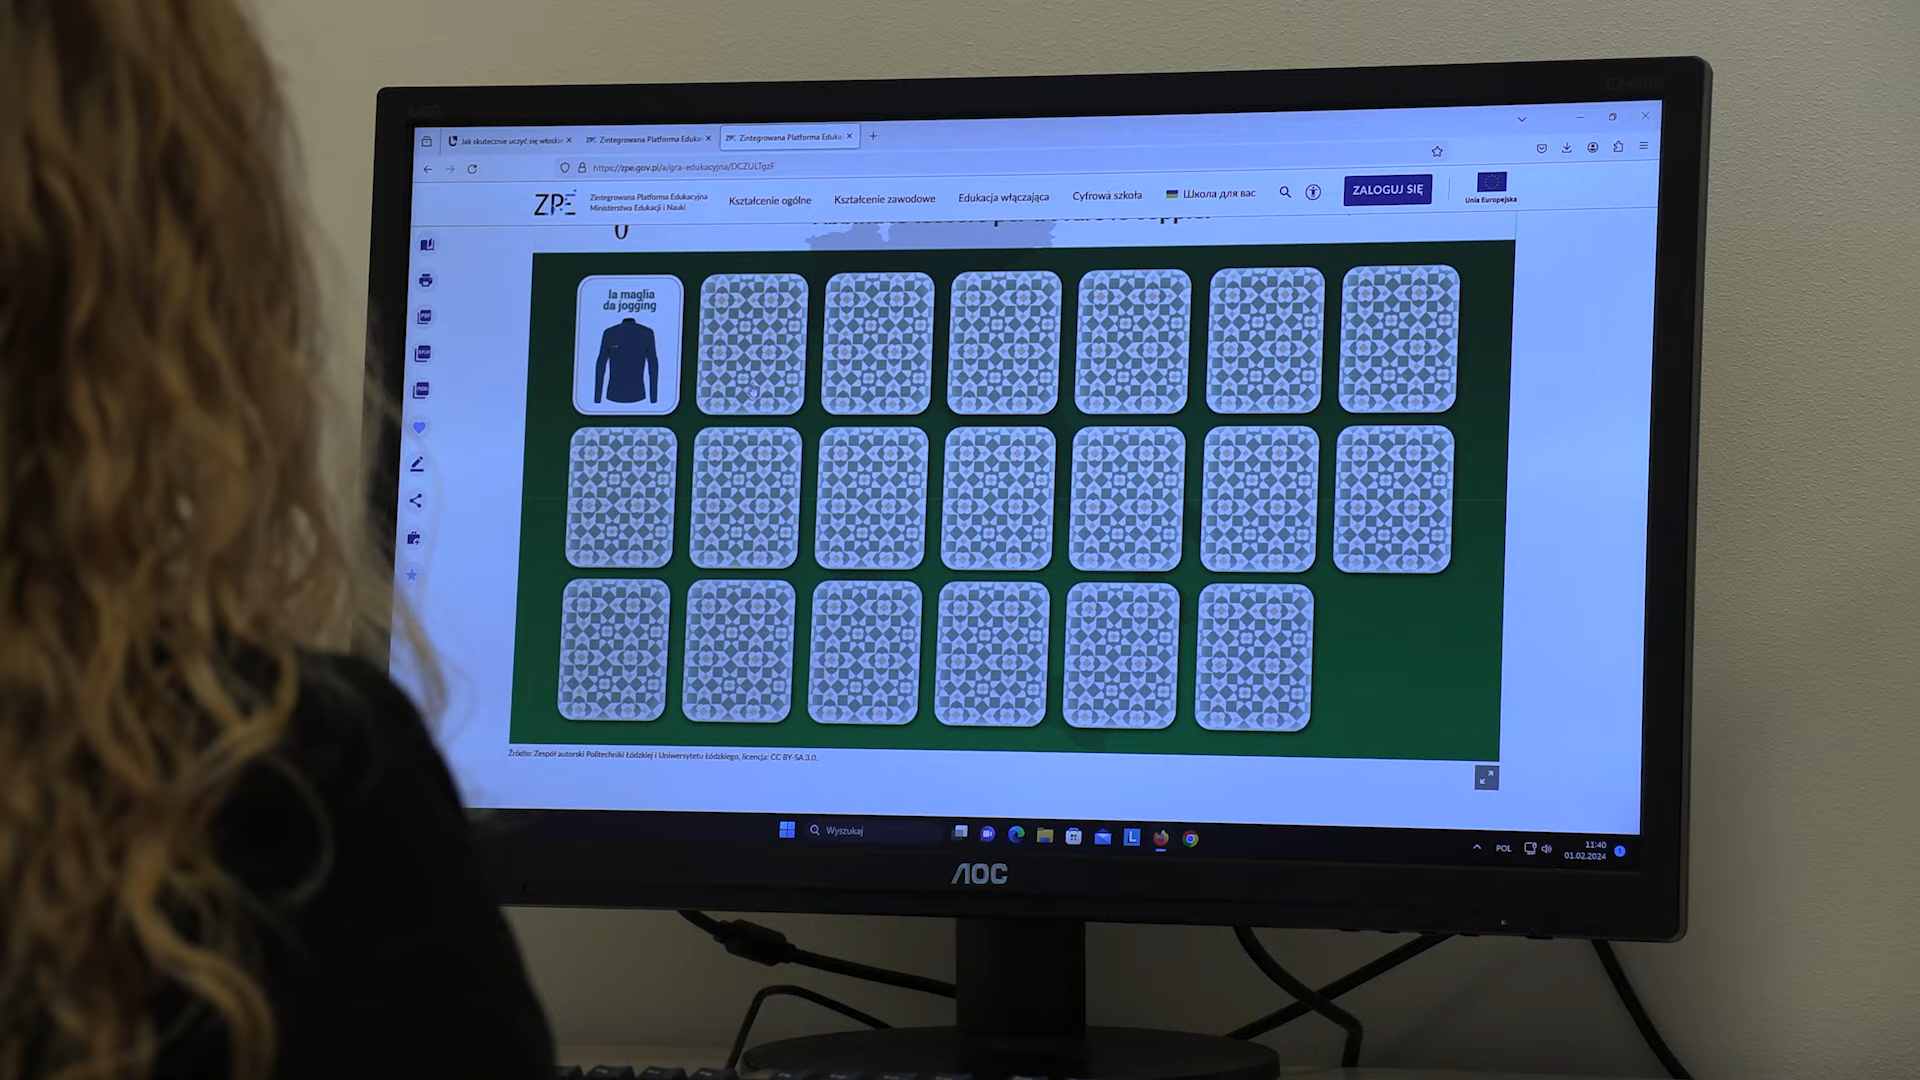 Jak skutecznie uczyć się włoskie
ZPE Zintegrowana Platforma Eduka
ZPE Zintegrowana Platforma Eduka
https://zpe.gov.pl/a/gra-edukacyjna/DCZULTgzF
ZPE
Zintegrowana Platforma Edukacyjna
Ministerstwa Edukacji i Nauki
Kształcenie ogólne
Kształcenie zawodowe
Edukacja włączająca
Cyfrowa szkoła
Школа для вас
ZALOGUJ SIĘ
Unia Europejska
la maglia
da jogging
Źródło: Zespół autorski Politechniki Łódzkiej i Uniwersytetu Łódzkiego, licencja: CC BY-SA 3.0.
Wyszukaj
L
POL
11:40
01.02.2024
1
AOC